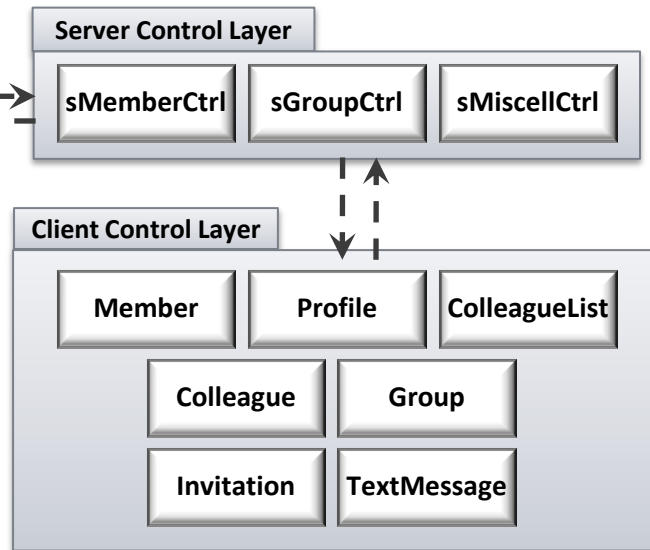 Server Control Layer
sMemberCtrl sGroupCtrl sMiscellCtrl
Client Control Layer
Member Profile ColleagueList
Colleague Group
Invitation TextMessage